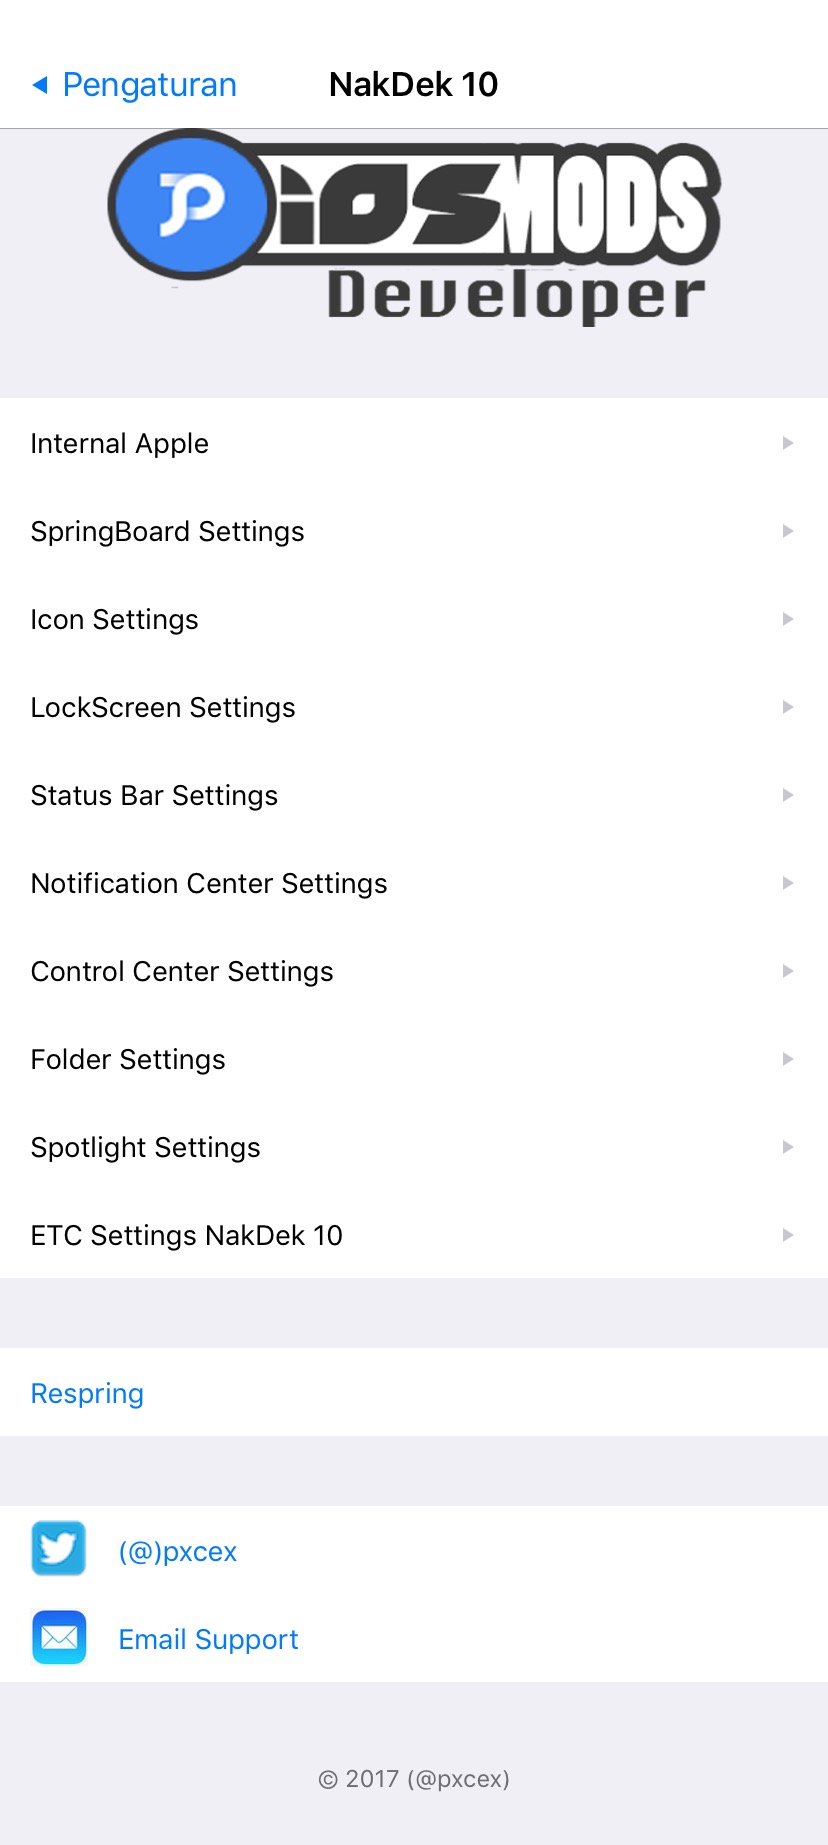 Pengaturan NakDek 10
JP iOSMODS
Developer
Internal Apple
SpringBoard Settings
Icon Settings
LockScreen Settings
Status Bar Settings
Notification Center Settings
Control Center Settings
Folder Settings
Spotlight Settings
ETC Settings NakDek 10
Respring
(@)pxcex
Email Support
© 2017 (@pxcex)